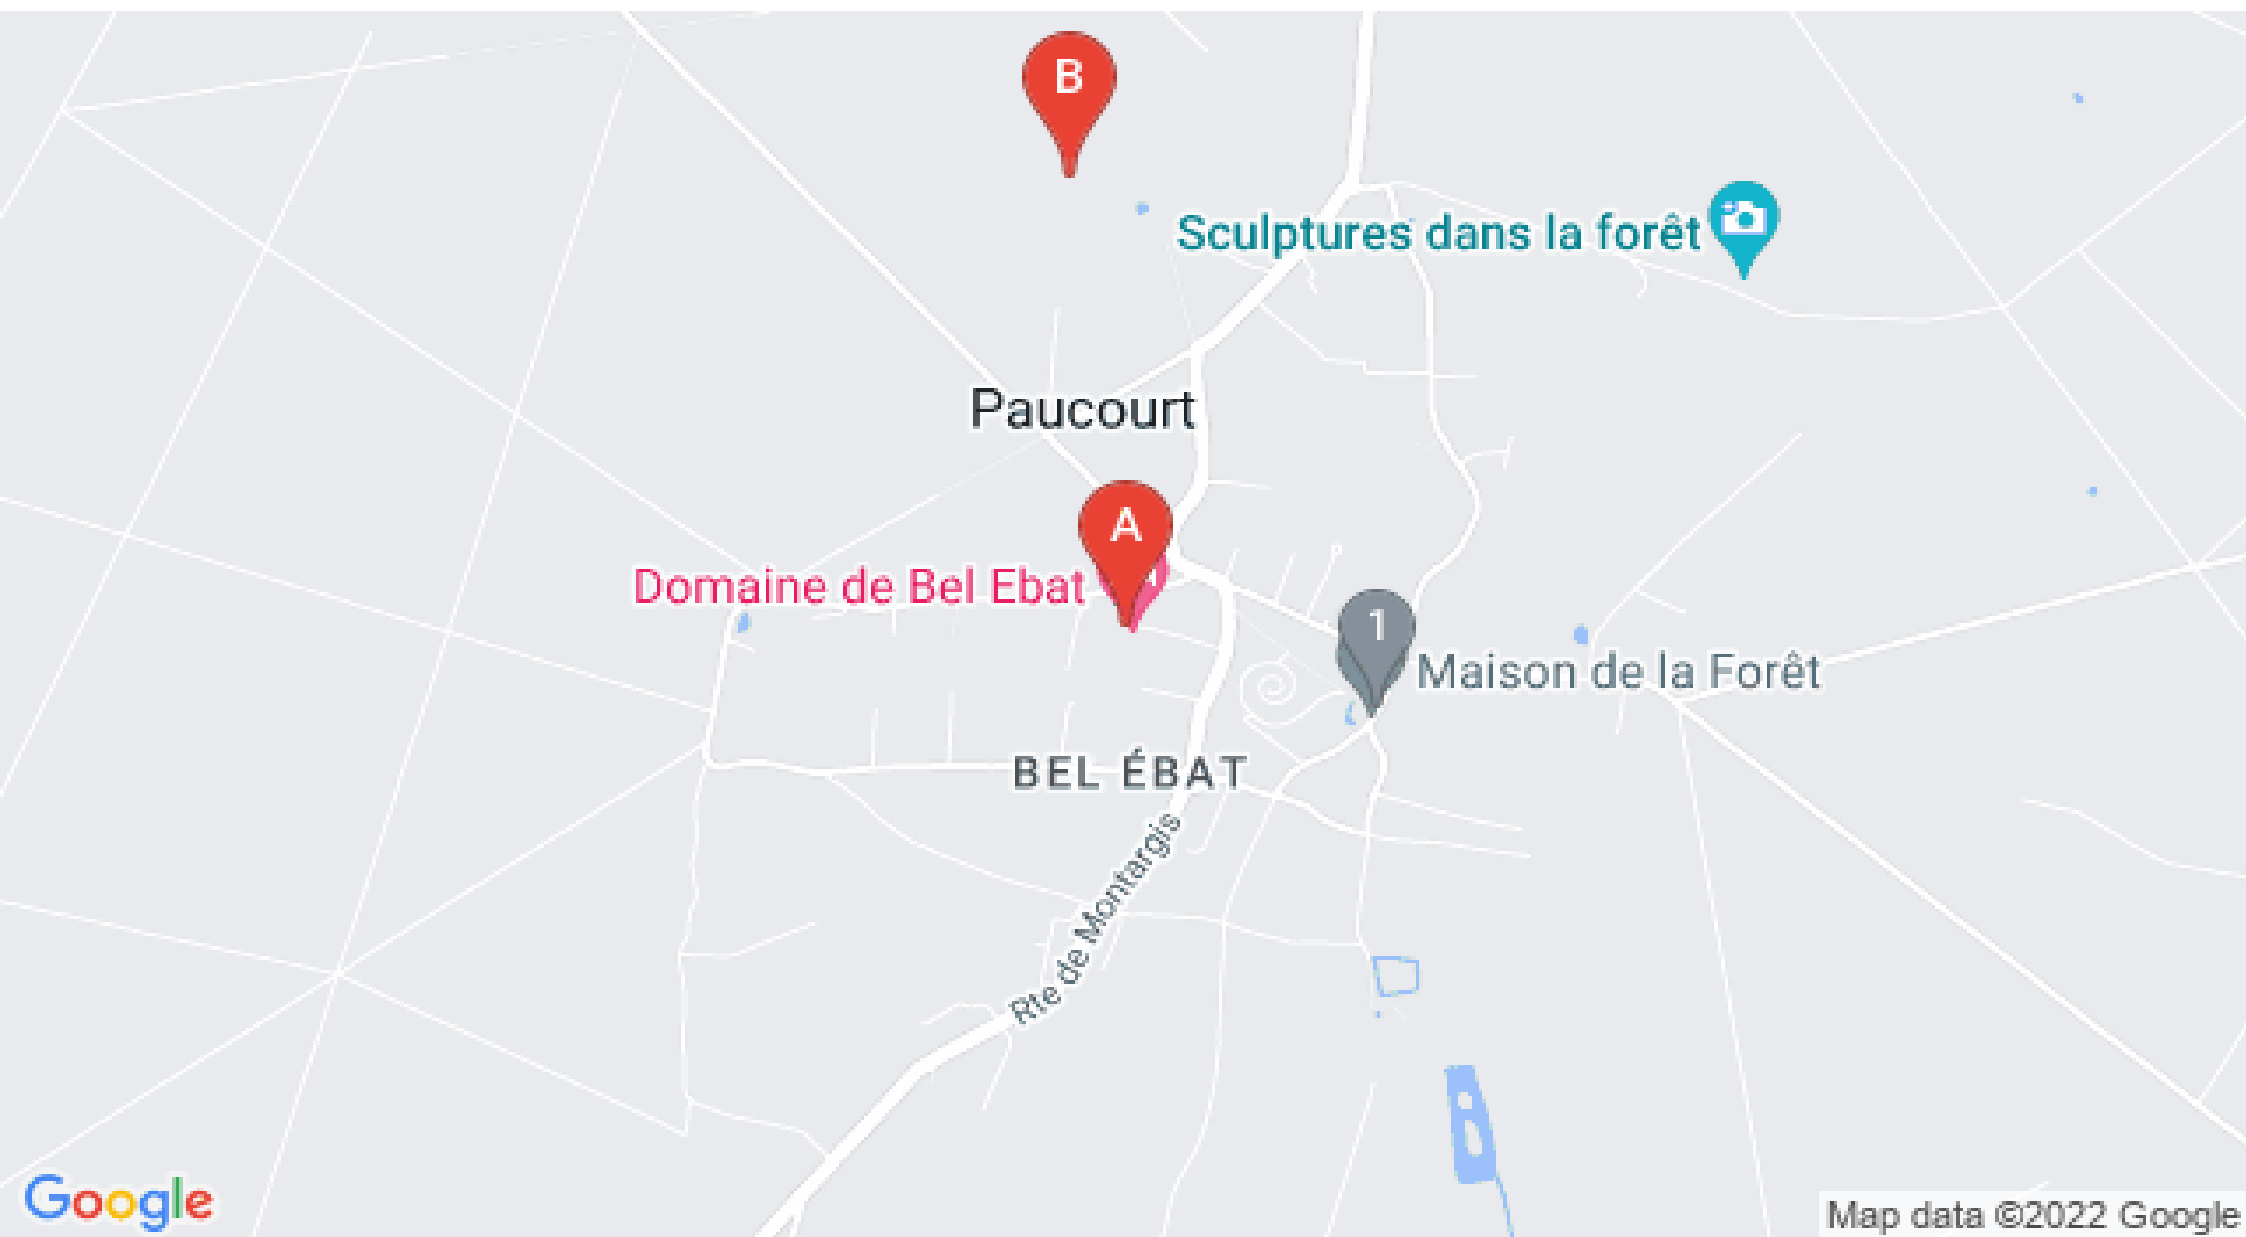 B
Sculptures dans la forêt
Paucourt
A
Domaine de Bel Ebat
1
Maison de la Forêt
BEL ÉBAT
Rte de Montargis
Google
Map data ©2022 Google